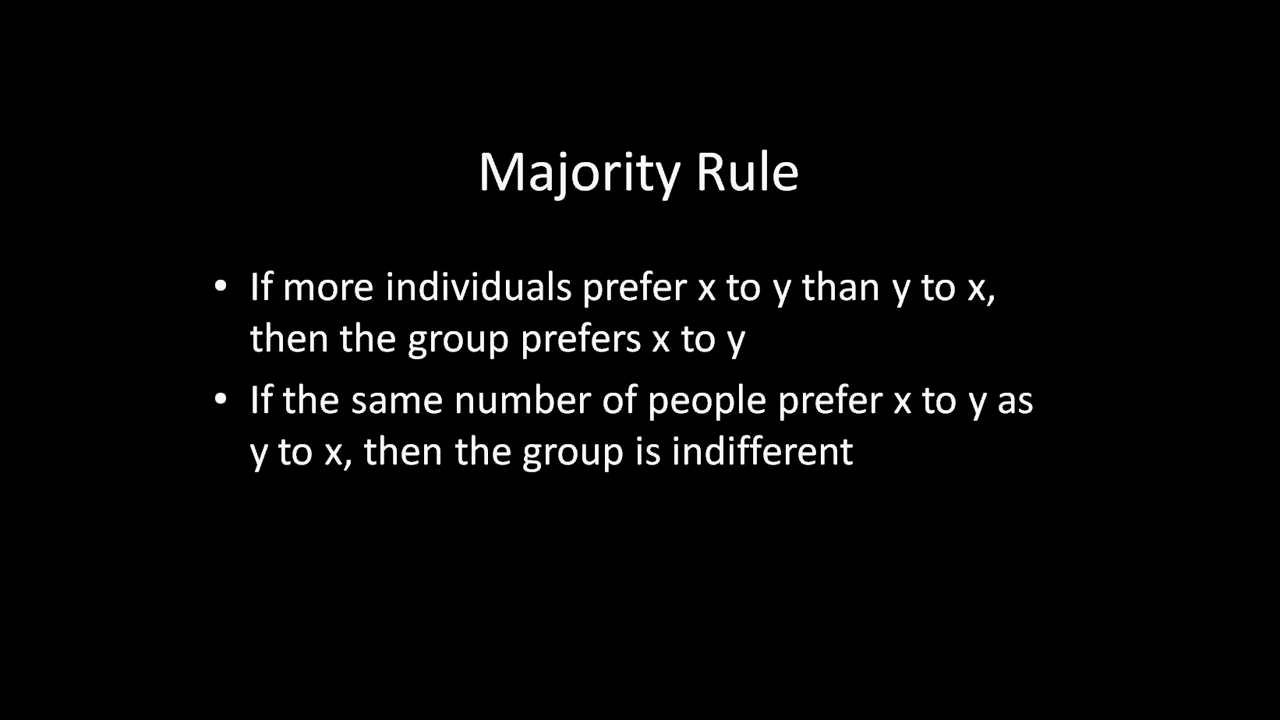 Majority Rule
• If more individuals prefer x to y than y to x,
then the group prefers x to y
• If the same number of people prefer x to y as
y to x, then the group is indifferent